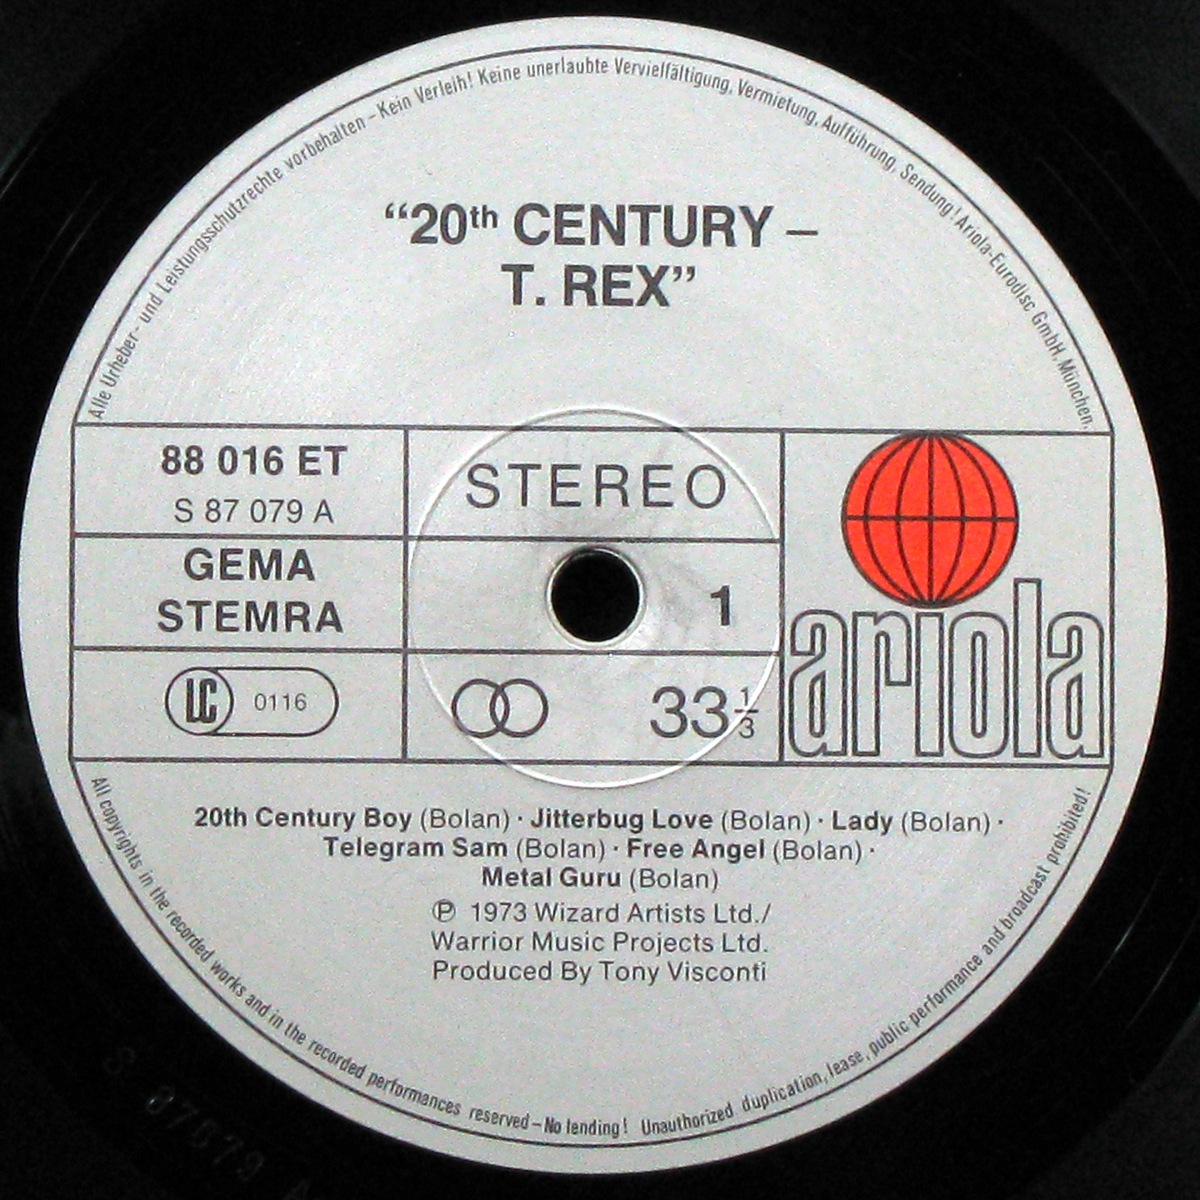 Alle Urheber- und Leistungsschutzrechte vorbehalten – Kein Verleih! Keine unerlaubte Vervielfältigung, Vermietung, Aufführung, Sendung! Ariola-Eurodisc GmbH, München,
“20th CENTURY –
T. REX”
88 016 ET
S 87 079 A
STEREO
GEMA
STEMRA
1
LC 0116
33 1/3
ariola
20th Century Boy (Bolan) · Jitterbug Love (Bolan) · Lady (Bolan) ·
Telegram Sam (Bolan) · Free Angel (Bolan) ·
Metal Guru (Bolan)
℗ 1973 Wizard Artists Ltd./
Warrior Music Projects Ltd.
Produced By Tony Visconti
All copyrights in the recorded works and in the recorded performances reserved – No lending! Unauthorized duplication, lease, public performance and broadcast prohibited!
S 87079 A